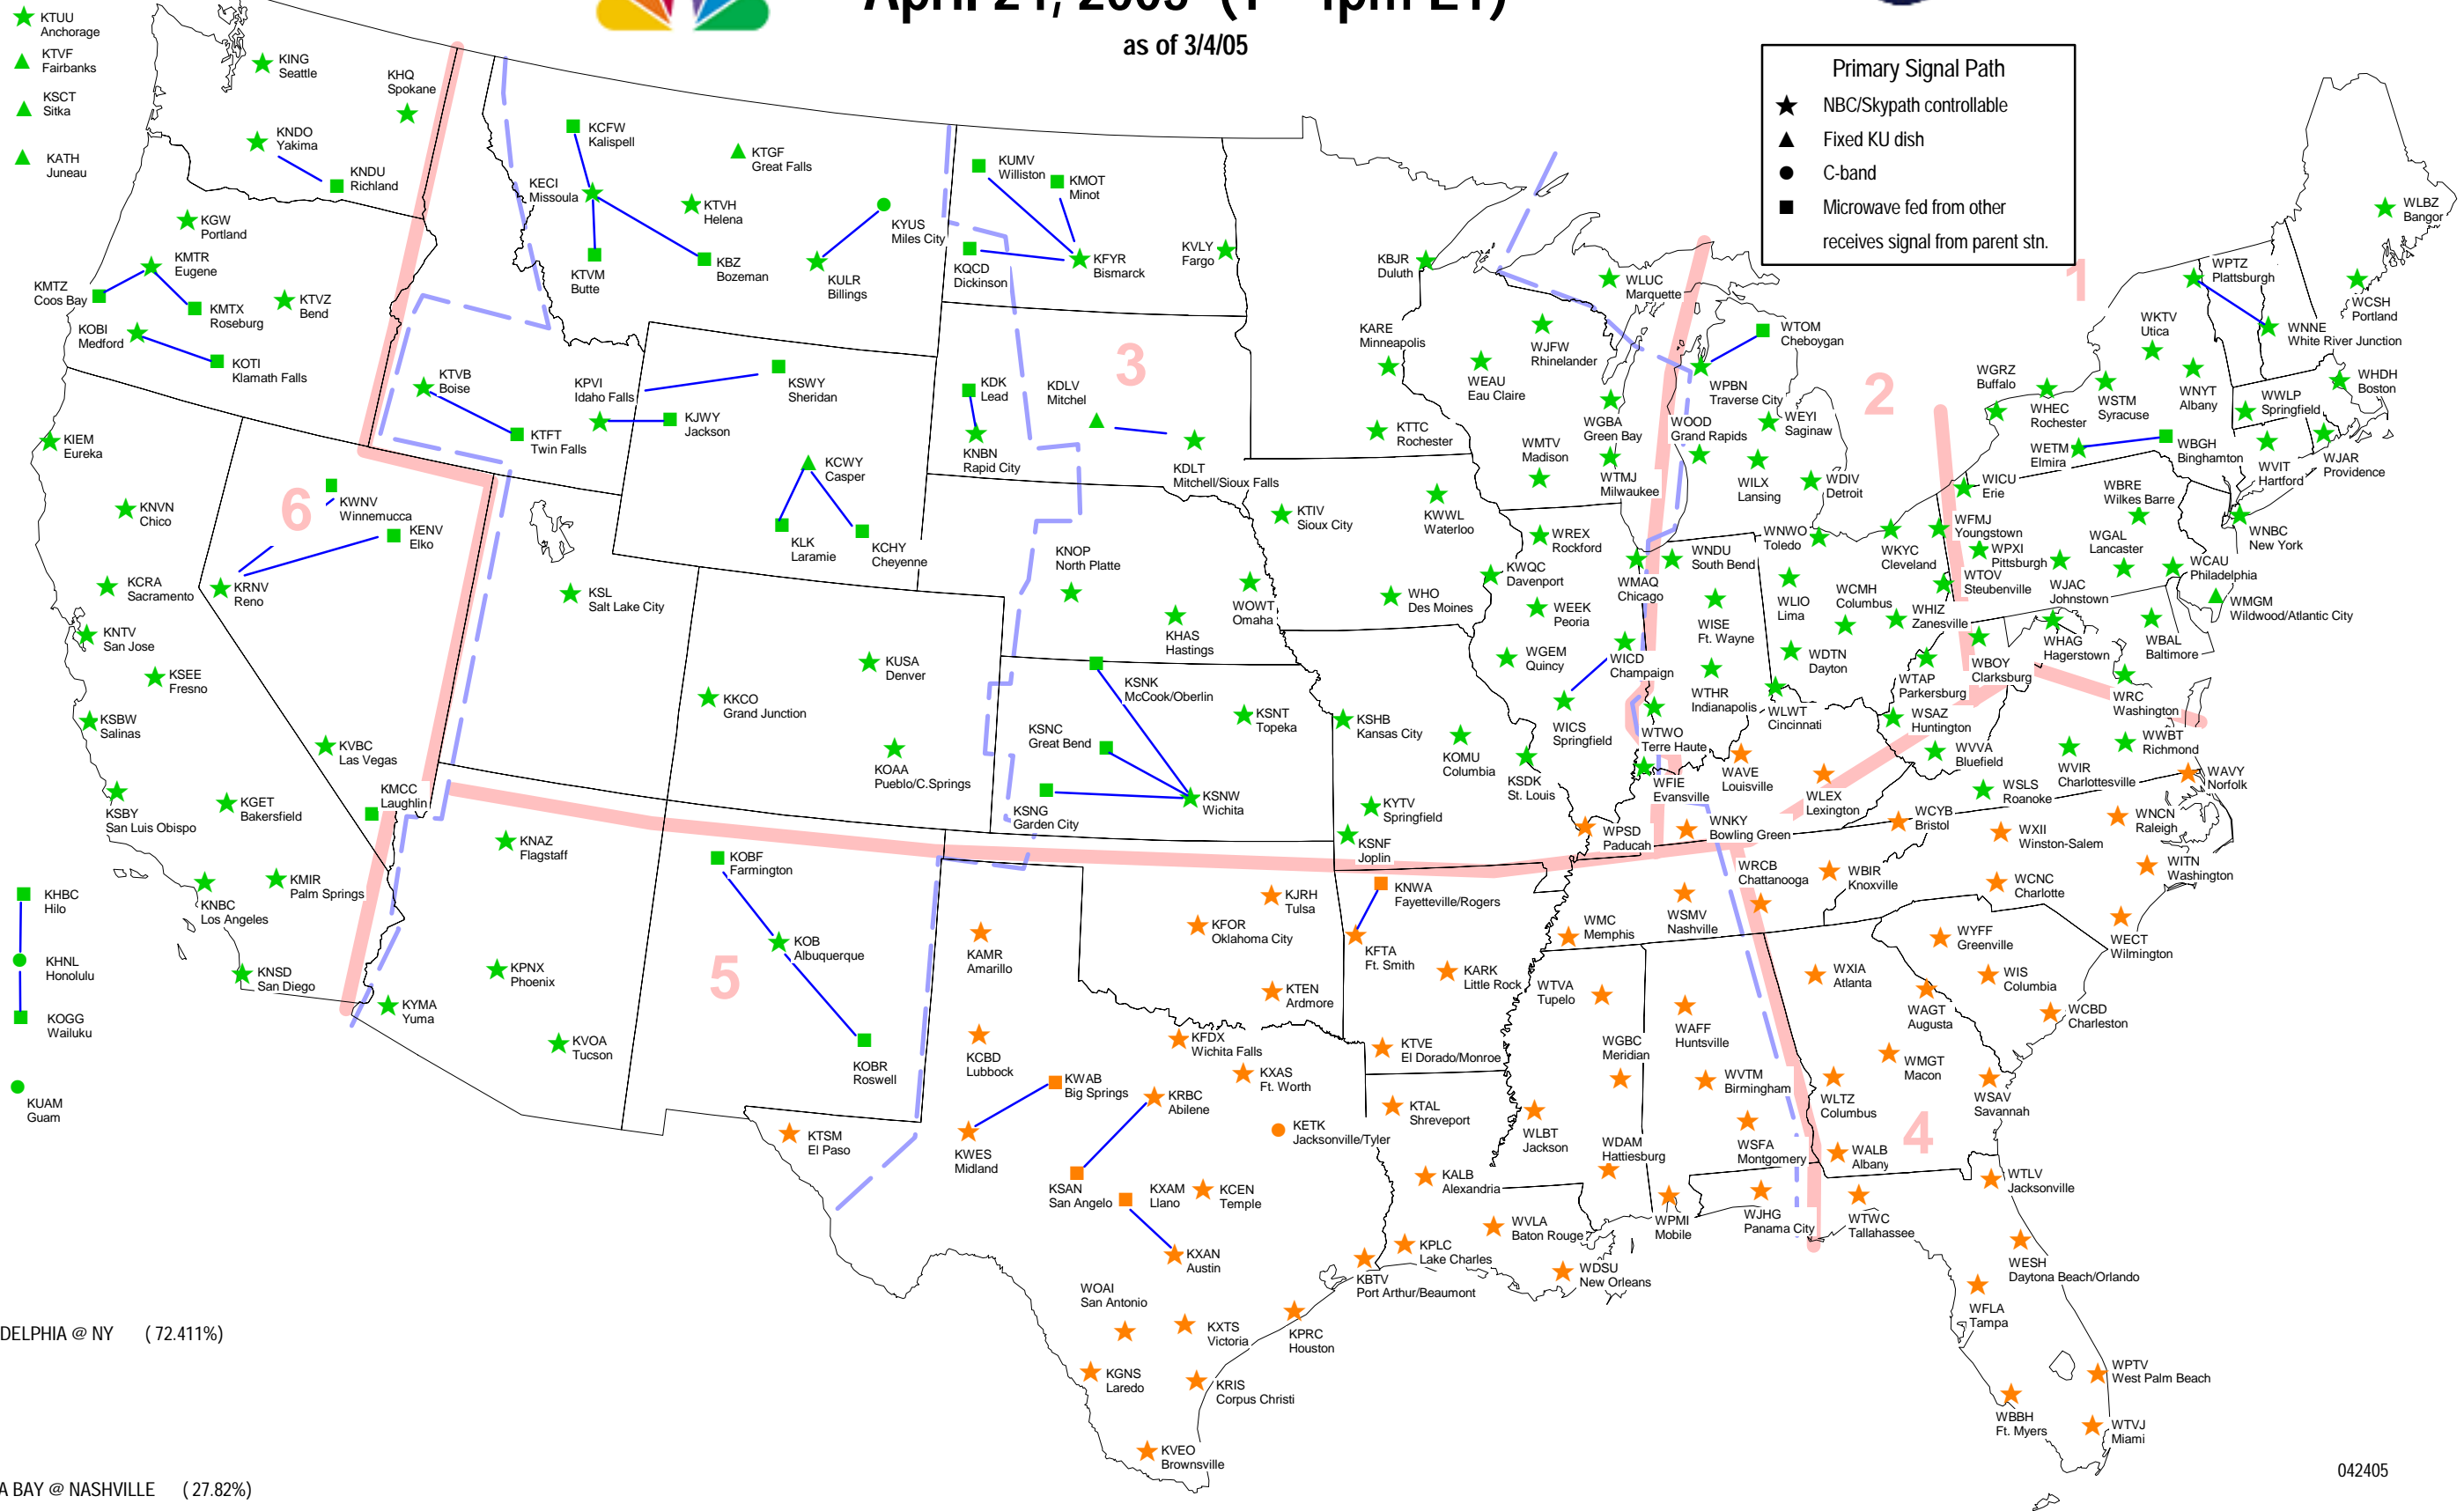 as of 3/4/05
Primary Signal Path
NBC/Skypath controllable
Fixed KU dish
C-band
Microwave fed from other
receives signal from parent stn.
KTUU
Anchorage
KTVF
Fairbanks
KSCT
Sitka
KATH
Juneau
KING
Seattle
KHQ
Spokane
KNDO
Yakima
KNDU
Richland
KGW
Portland
KMTR
Eugene
KMTZ
Coos Bay
KMTX
Roseburg
KTVZ
Bend
KOBI
Medford
KOTI
Klamath Falls
KCFW
Kalispell
KTGF
Great Falls
KECI
Missoula
KTVH
Helena
KYUS
Miles City
KTVM
Butte
KBZ
Bozeman
KULR
Billings
KUMV
Williston
KMOT
Minot
KQCD
Dickinson
KFYR
Bismarck
KVLY
Fargo
KBJR
Duluth
WLUC
Marquette
WLBZ
Bangor
WPTZ
Plattsburgh
WCSH
Portland
WKTV
Utica
WNNE
White River Junction
1
2
3
KARE
Minneapolis
WJFW
Rhinelander
WEAU
Eau Claire
WTOM
Cheboygan
WPBN
Traverse City
WGRZ
Buffalo
WHEC
Rochester
WSTM
Syracuse
WNYT
Albany
WWLP
Springfield
WHDH
Boston
KTVB
Boise
KPVI
Idaho Falls
KSWY
Sheridan
KJWY
Jackson
KTFT
Twin Falls
KDK
Lead
KDLV
Mitchel
KNBN
Rapid City
KDLT
Mitchell/Sioux Falls
KTTC
Rochester
WGBA
Green Bay
WOOD
Grand Rapids
WEYI
Saginaw
WMTV
Madison
WTMJ
Milwaukee
WILX
Lansing
WDIV
Detroit
WETM
Elmira
WBGH
Binghamton
WVIT
Hartford
WJAR
Providence
KIEM
Eureka
KNVN
Chico
6
KWNV
Winnemucca
KENV
Elko
KCWY
Casper
KLK
Laramie
KCHY
Cheyenne
KTIV
Sioux City
KWWL
Waterloo
WREX
Rockford
WNWO
Toledo
WICU
Erie
WKYC
Cleveland
WFMJ
Youngstown
WPXI
Pittsburgh
WBRE
Wilkes Barre
WGAL
Lancaster
WNBC
New York
WCAU
Philadelphia
KCRA
Sacramento
KRNV
Reno
KSL
Salt Lake City
KNOP
North Platte
WOWT
Omaha
KHAS
Hastings
WHO
Des Moines
KWQC
Davenport
WEEK
Peoria
WMAQ
Chicago
WNDU
South Bend
WISE
Ft. Wayne
WLIO
Lima
WCMH
Columbus
WHIZ
Zanesville
WTOV
Steubenville
WJAC
Johnstown
WMGM
Wildwood/Atlantic City
KNTV
San Jose
KSEE
Fresno
KSBW
Salinas
KVBC
Las Vegas
KUSA
Denver
KKCO
Grand Junction
KOAA
Pueblo/C.Springs
KSNK
McCook/Oberlin
KSNC
Great Bend
KSNT
Topeka
KSNG
Garden City
KSNW
Wichita
KSHB
Kansas City
KOMU
Columbia
KSDK
St. Louis
KYTV
Springfield
KSNF
Joplin
WGEM
Quincy
WICD
Champaign
WICS
Springfield
WTHR
Indianapolis
WDTN
Dayton
WLWT
Cincinnati
WTWO
Terre Haute
WFIE
Evansville
WTAP
Parkersburg
WBOY
Clarksburg
WHAG
Hagerstown
WBAL
Baltimore
WRC
Washington
WSAZ
Huntington
WVVA
Bluefield
WVIR
Charlottesville
WWBT
Richmond
WAVY
Norfolk
WSLS
Roanoke
WAVE
Louisville
WLEX
Lexington
WPSD
Paducah
WNKY
Bowling Green
WCYB
Bristol
WXII
Winston-Salem
WNCN
Raleigh
WITN
Washington
KSBY
San Luis Obispo
KGET
Bakersfield
KMCC
Laughlin
KNBC
Los Angeles
KMIR
Palm Springs
KNSD
San Diego
KHBC
Hilo
KHNL
Honolulu
KOGG
Wailuku
KUAM
Guam
KNAZ
Flagstaff
KPNX
Phoenix
KYMA
Yuma
KVOA
Tucson
KOBF
Farmington
KOB
Albuquerque
KOBR
Roswell
5
KAMR
Amarillo
KFOR
Oklahoma City
KJRH
Tulsa
KTEN
Ardmore
KNWA
Fayetteville/Rogers
KFTA
Ft. Smith
KARK
Little Rock
WMC
Memphis
WSMV
Nashville
WRCB
Chattanooga
WBIR
Knoxville
WCNC
Charlotte
WECT
Wilmington
WYFF
Greenville
WIS
Columbia
WXIA
Atlanta
WAGT
Augusta
WCBD
Charleston
WMGT
Macon
WSAV
Savannah
WLTZ
Columbus
WALB
Albany
4
WTVA
Tupelo
WAFF
Huntsville
WGBC
Meridian
WVTM
Birmingham
WSFA
Montgomery
WLBT
Jackson
WDAM
Hattiesburg
WPMI
Mobile
WJHG
Panama City
WTWC
Tallahassee
WTLV
Jacksonville
KCBD
Lubbock
KFDX
Wichita Falls
KXAS
Ft. Worth
KTVE
El Dorado/Monroe
KTAL
Shreveport
KETK
Jacksonville/Tyler
KWAB
Big Springs
KRBC
Abilene
KWES
Midland
KTSM
El Paso
KSAN
San Angelo
KXAM
Llano
KCEN
Temple
KXAN
Austin
KALB
Alexandria
WVLA
Baton Rouge
KPLC
Lake Charles
KBTV
Port Arthur/Beaumont
WDSU
New Orleans
WOAI
San Antonio
KXTS
Victoria
KPRC
Houston
KGNS
Laredo
KRIS
Corpus Christi
KVEO
Brownsville
WESH
Daytona Beach/Orlando
WFLA
Tampa
WPTV
West Palm Beach
WBBH
Ft. Myers
WTVJ
Miami
DELPHIA @ NY (72.411%)
A BAY @ NASHVILLE (27.82%)
042405